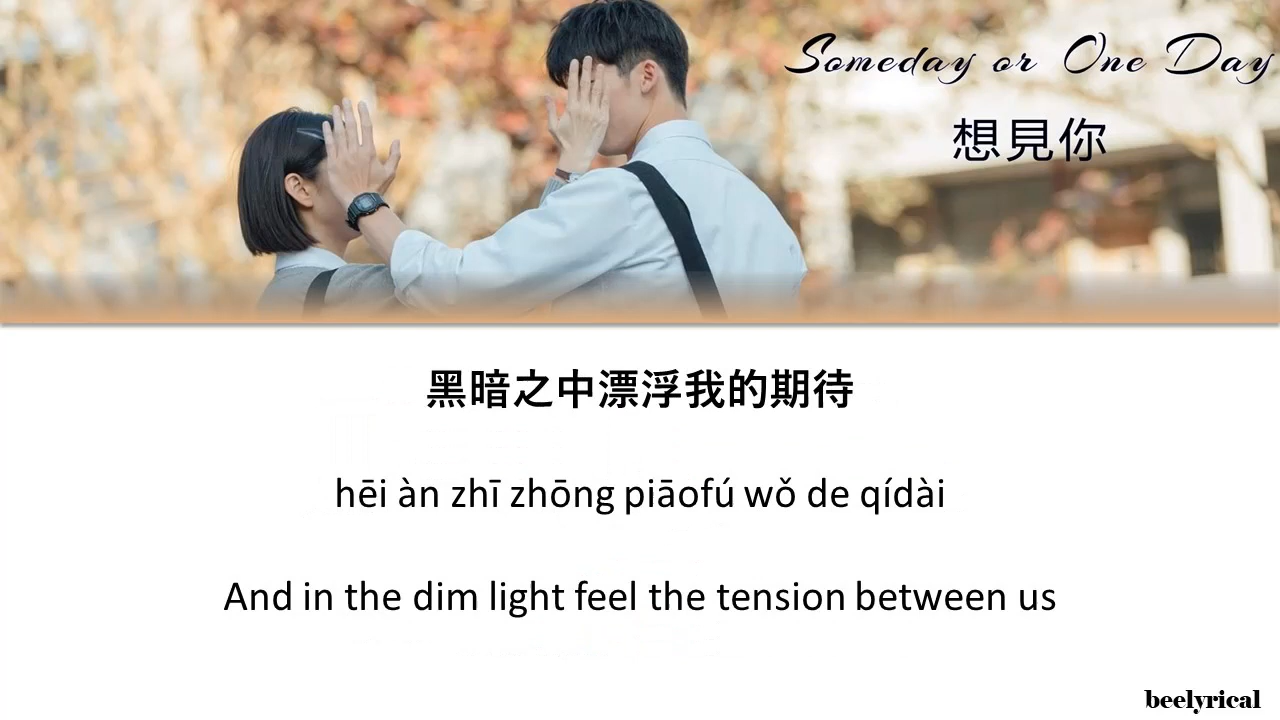 Someday or One Day
想見你
黑暗之中漂浮我的期待
hēi àn zhī zhōng piāofú wǒ de qídài
And in the dim light feel the tension between us
beelyrical